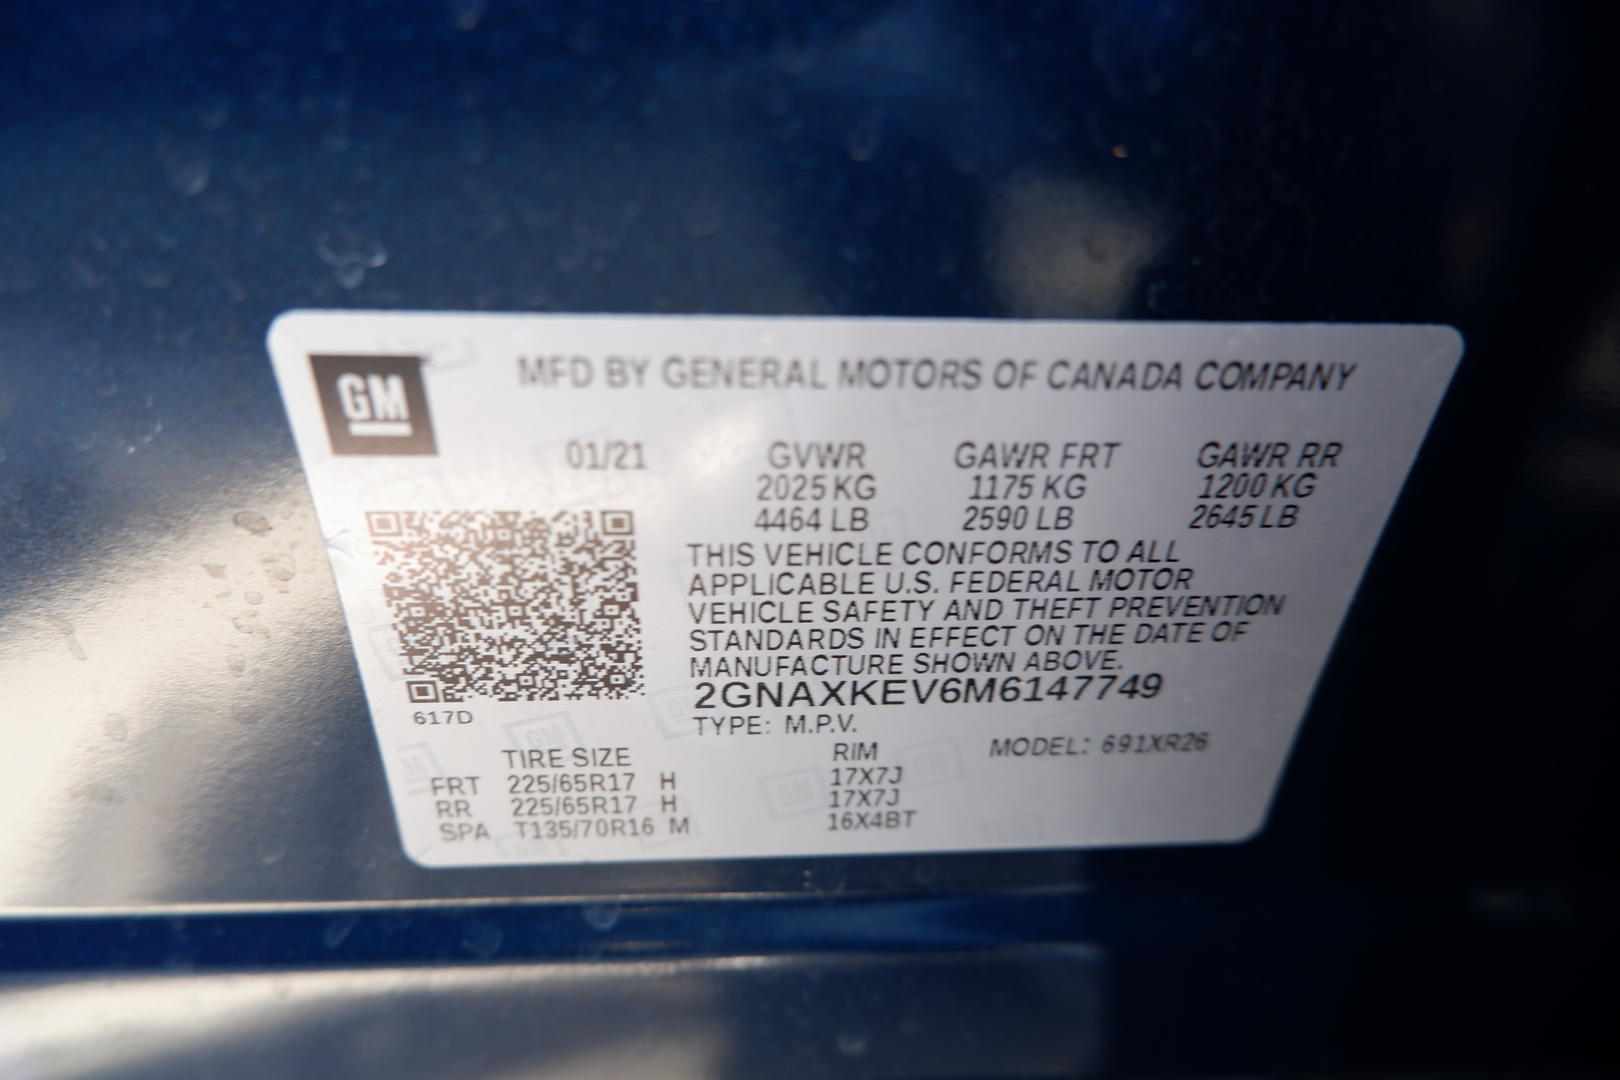 GM
MFD BY GENERAL MOTORS OF CANADA COMPANY
01/21 GVWR GAWR FRT GAWR RR
2025 KG 1175 KG 1200 KG
4464 LB 2590 LB 2645 LB
THIS VEHICLE CONFORMS TO ALL
APPLICABLE U.S. FEDERAL MOTOR
VEHICLE SAFETY AND THEFT PREVENTION
STANDARDS IN EFFECT ON THE DATE OF
MANUFACTURE SHOWN ABOVE.
2GNAXKEV6M6147749
617D
TYPE: M.P.V.
TIRE SIZE RIM MODEL: 691XR26
FRT 225/65R17 H 17X7J
RR 225/65R17 H 17X7J
SPA T135/70R16 M 16X4BT